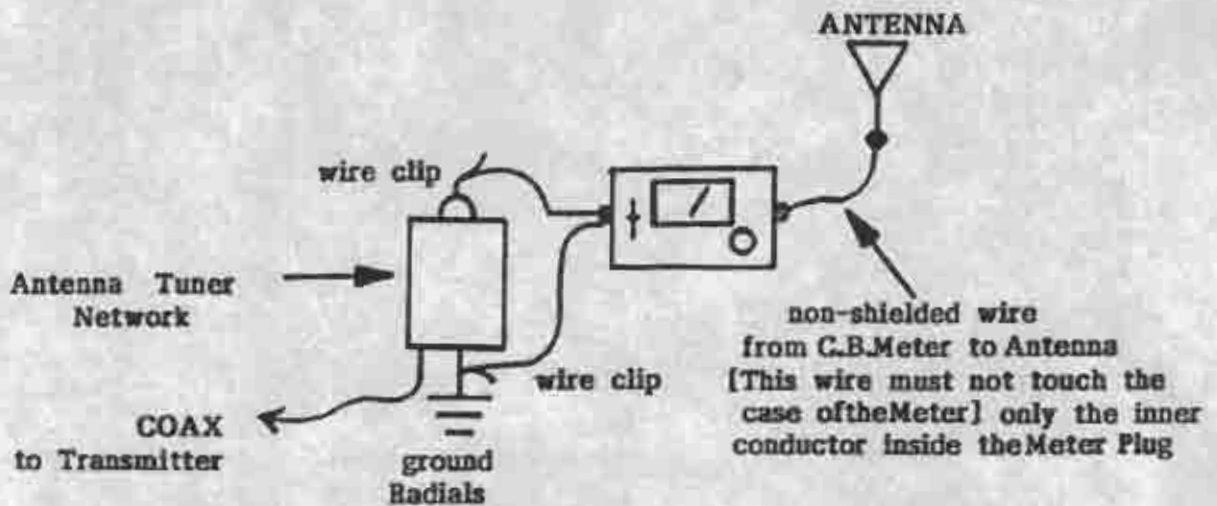 ANTENNA
wire clip
Antenna Tuner
Network
non-shielded wire
from C.B.Meter to Antenna
[This wire must not touch the
case oftheMeter] only the inner
conductor inside theMeter Plug
wire clip
COAX
to Transmitter
ground
Radials